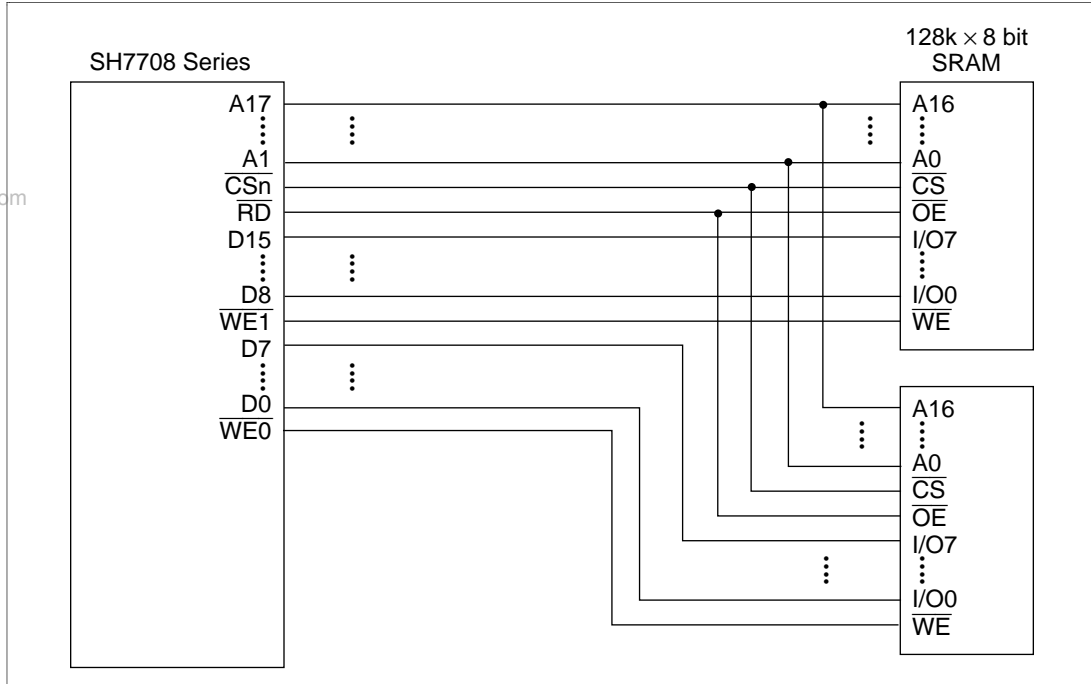 SH7708 Series
A17
A1
CSn
RD
D15
D8
WE1
D7
D0
WE0
128k × 8 bit
SRAM
A16
A0
CS
OE
I/O7
I/O0
WE
A16
A0
CS
OE
I/O7
I/O0
WE
om